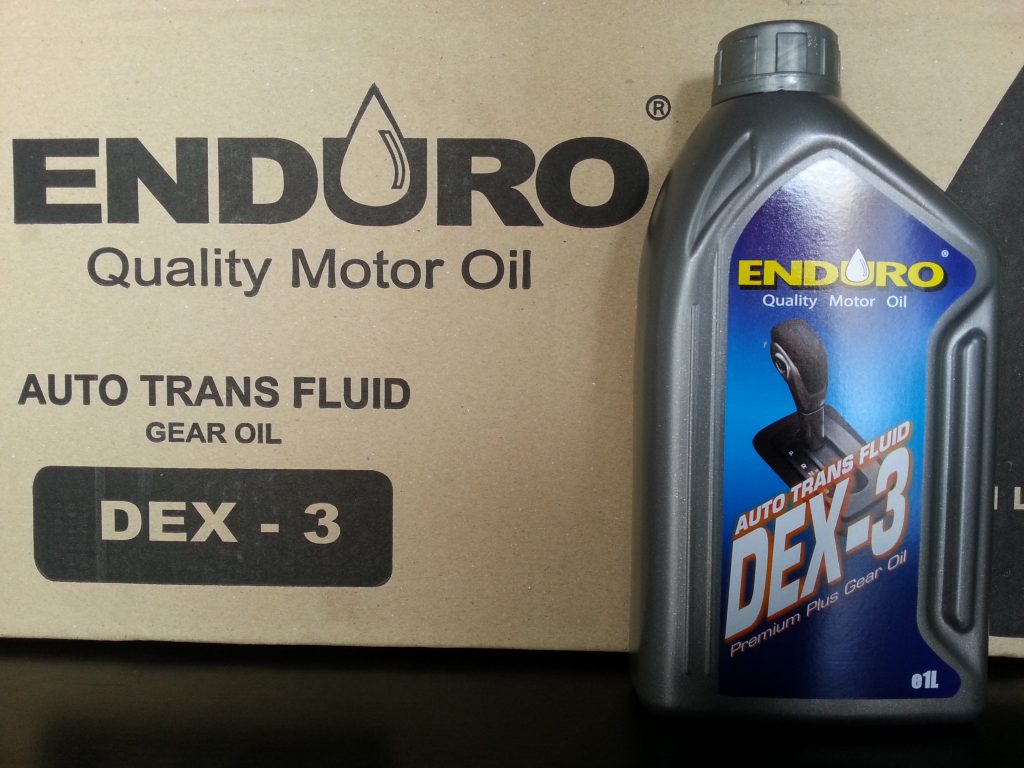 ENDURO®
Quality Motor Oil
AUTO TRANS FLUID
GEAR OIL
DEX - 3
ENDURO®
Quality Motor Oil
AUTO TRANS FLUID
DEX-3
Premium Plus Gear Oil
e1L